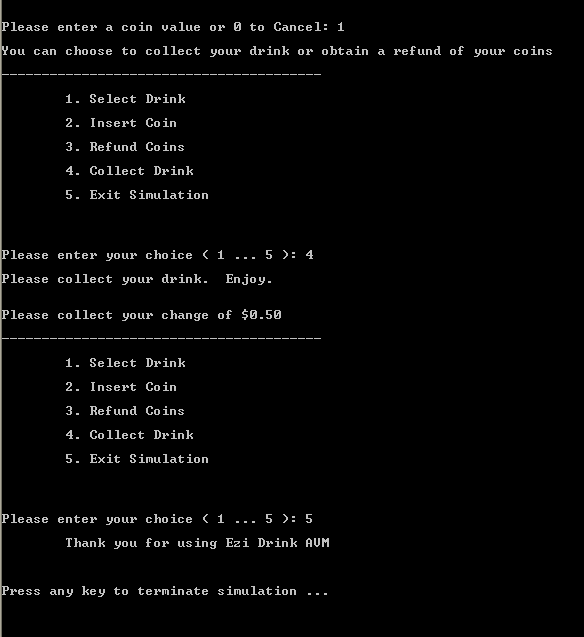 Please enter a coin value or 0 to Cancel: 1
You can choose to collect your drink or obtain a refund of your coins
----------------------------------------
1. Select Drink
2. Insert Coin
3. Refund Coins
4. Collect Drink
5. Exit Simulation
Please enter your choice ( 1 ... 5 ): 4
Please collect your drink.  Enjoy.
Please collect your change of $0.50
----------------------------------------
1. Select Drink
2. Insert Coin
3. Refund Coins
4. Collect Drink
5. Exit Simulation
Please enter your choice ( 1 ... 5 ): 5
Thank you for using Ezi Drink AVM
Press any key to terminate simulation ...